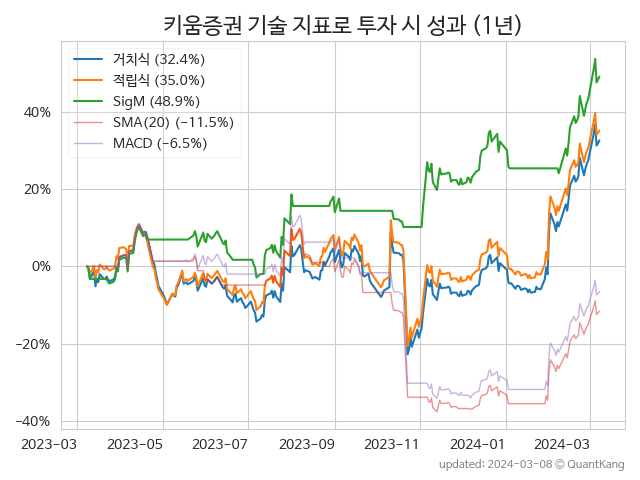 키움증권 기술 지표로 투자 시 성과 (1년)
거치식 (32.4%)
적립식 (35.0%)
SigM (48.9%)
SMA(20) (−11.5%)
MACD (−6.5%)
40%
20%
0%
−20%
−40%
2023−03 2023−05 2023−07 2023−09 2023−11 2024−01 2024−03
updated: 2024−03−08 © QuantKang